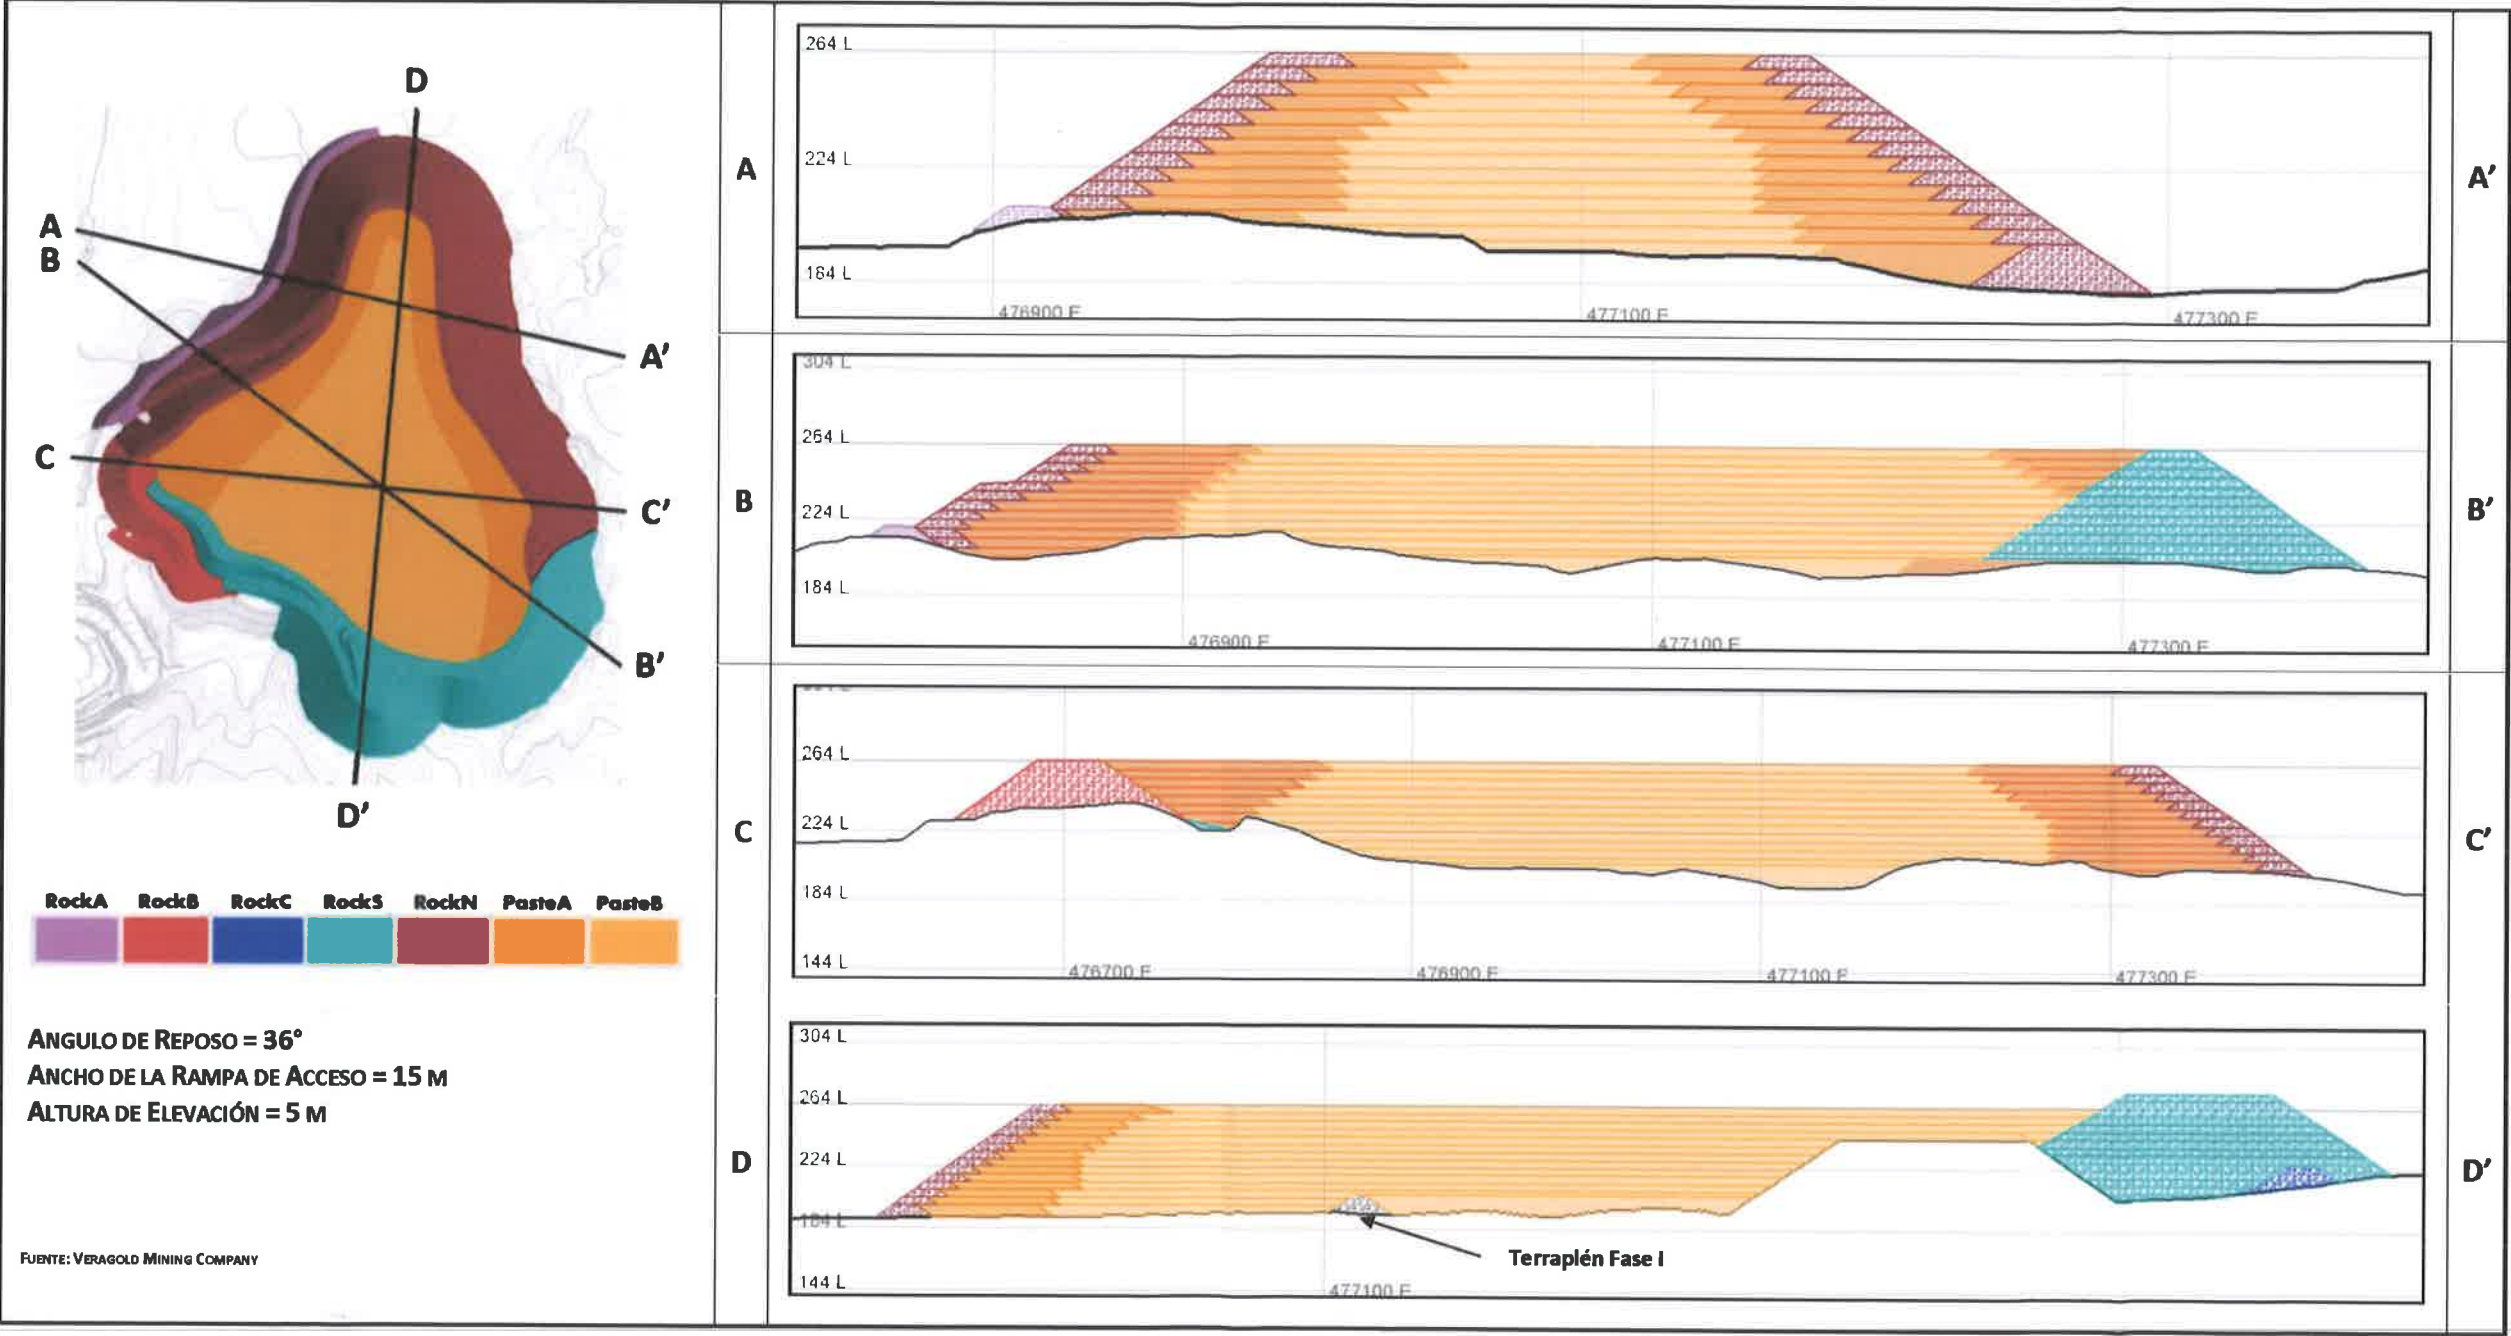 D
A
B
A'
C
C'
B'
D'
RockA RockB RockC RockS RockN PasteA PasteB
ANGULO DE REPOSO = 36°
ANCHO DE LA RAMPA DE ACCESO = 15 M
ALTURA DE ELEVACIÓN = 5 M
FUENTE: VERAGOLD MINING COMPANY
A
264 L
224 L
184 L
476900 E
477100 E
477300 E
A'
B
304 L
264 L
224 L
184 L
476900 E
477100 E
477300 E
B'
C
264 L
224 L
184 L
144 L
476700 E
476900 E
477100 E
477300 E
C'
D
304 L
264 L
224 L
184 L
144 L
477100 E
Terraplén Fase I
D'